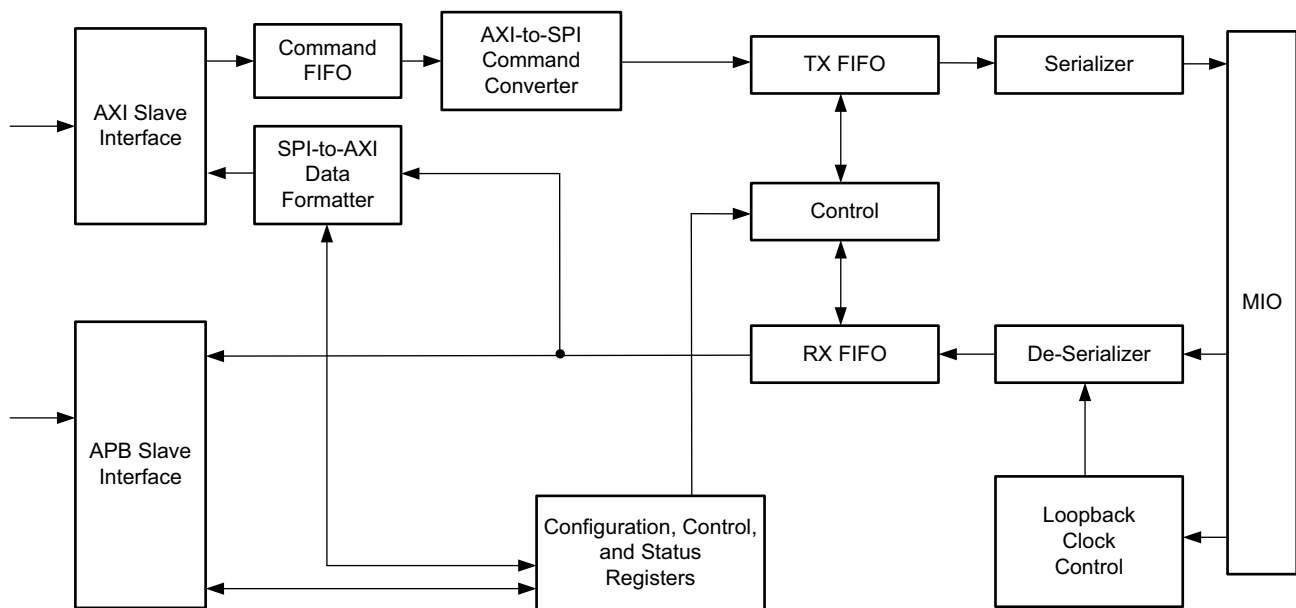 AXI Slave
Interface
Command
FIFO
AXI-to-SPI
Command
Converter
TX FIFO
Serializer
SPI-to-AXI
Data
Formatter
Control
MIO
RX FIFO
De-Serializer
APB Slave
Interface
Configuration, Control,
and Status
Registers
Loopback
Clock
Control